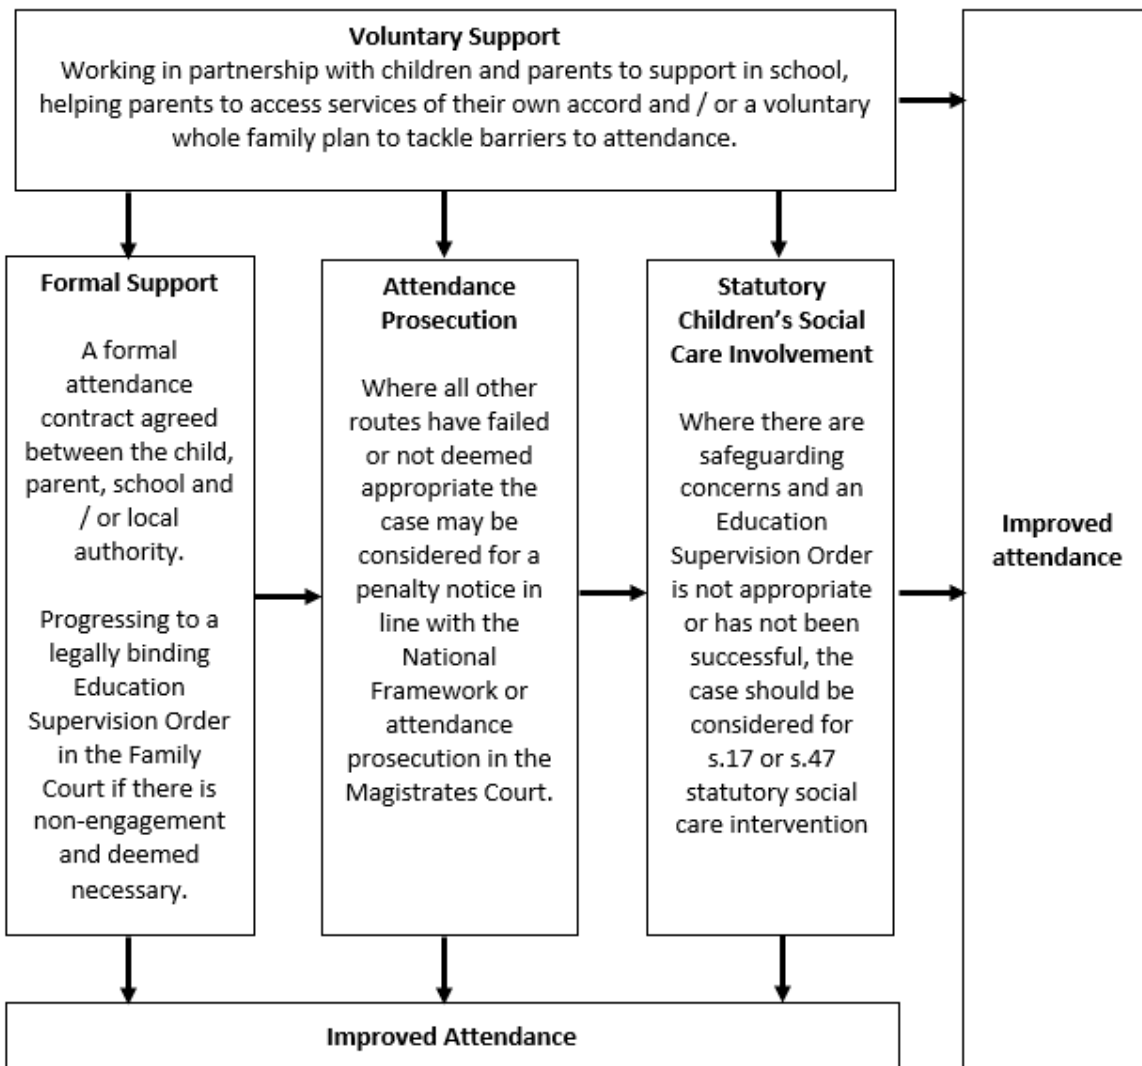 Voluntary Support
Working in partnership with children and parents to support in school,
helping parents to access services of their own accord and / or a voluntary
whole family plan to tackle barriers to attendance.
Formal Support
A formal
attendance
contract agreed
between the child,
parent, school and
/ or local
authority.
Progressing to a
legally binding
Education
Supervision Order
in the Family
Court if there is
non-engagement
and deemed
necessary.
Attendance
Prosecution
Where all other
routes have failed
or not deemed
appropriate the
case may be
considered for a
penalty notice in
line with the
National
Framework or
attendance
prosecution in the
Magistrates Court.
Statutory
Children’s Social
Care Involvement
Where there are
safeguarding
concerns and an
Education
Supervision Order
is not appropriate
or has not been
successful, the
case should be
considered for
s.17 or s.47
statutory social
care intervention
Improved
attendance
Improved Attendance